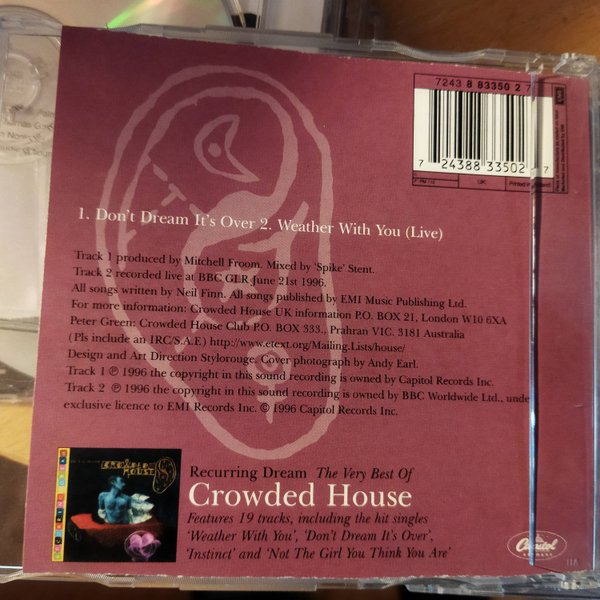 7243 8 83350 2 7
7 24388 33502 7
UK
1. Don't Dream It's Over 2. Weather With You (Live)
Track 1 produced by Mitchell Froom. Mixed by 'Spike' Stent.
Track 2 recorded live at BBC GLR June 21st 1996.
All songs written by Neil Finn. All songs published by EMI Music Publishing Ltd.
For more information: Crowded House UK information P.O. BOX 21, London W10 6XA
Peter Green: Crowded House Club P.O. BOX 333., Prahran VIC. 3181 Australia
(Pls include an IRC/S.A.E.) http://www.etext.org/Mailing.Lists/house/
Design and Art Direction Stylorouge. Cover photograph by Andy Earl.
Track 1 ℗ 1996 the copyright in this sound recording is owned by Capitol Records Inc.
Track 2 ℗ 1996 the copyright in this sound recording is owned by BBC Worldwide Ltd., unde
exclusive licence to EMI Records Inc. © 1996 Capitol Records Inc.
CROWDED
HOUSE
Recurring Dream The Very Best Of
Crowded House
Features 19 tracks, including the hit singles
'Weather With You', 'Don't Dream It's Over',
'Instinct' and 'Not The Girl You Think You Are'
Capitol